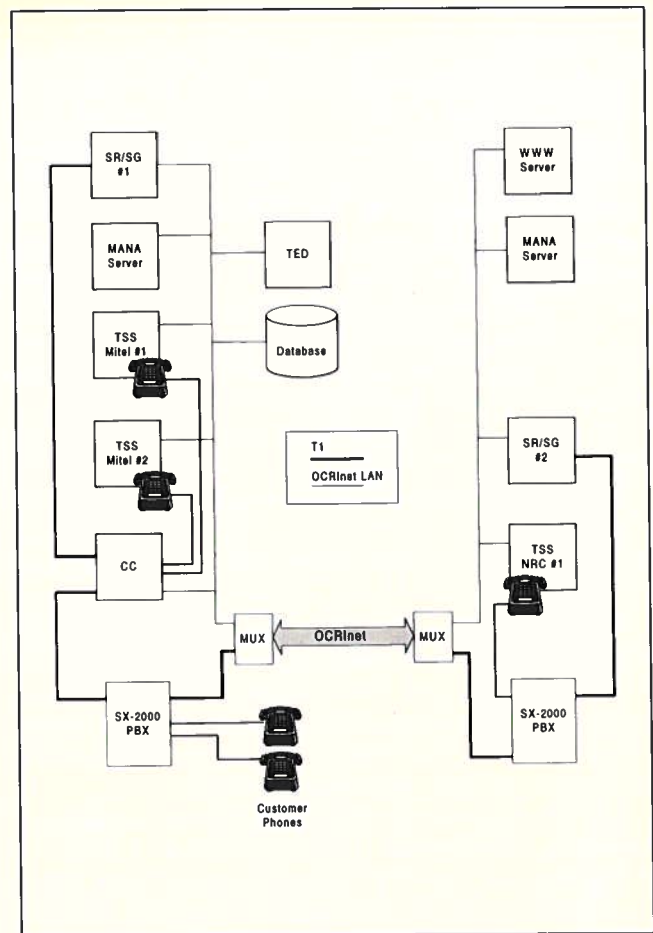 SR/SG
#1
MANA
Server
TSS
Mitel #1
TSS
Mitel #2
CC
SX-2000
PBX
TED
Database
T1
OCRInet LAN
MUX
OCRInet
MUX
Customer
Phones
WWW
Server
MANA
Server
SR/SG
#2
TSS
NRC #1
SX-2000
PBX